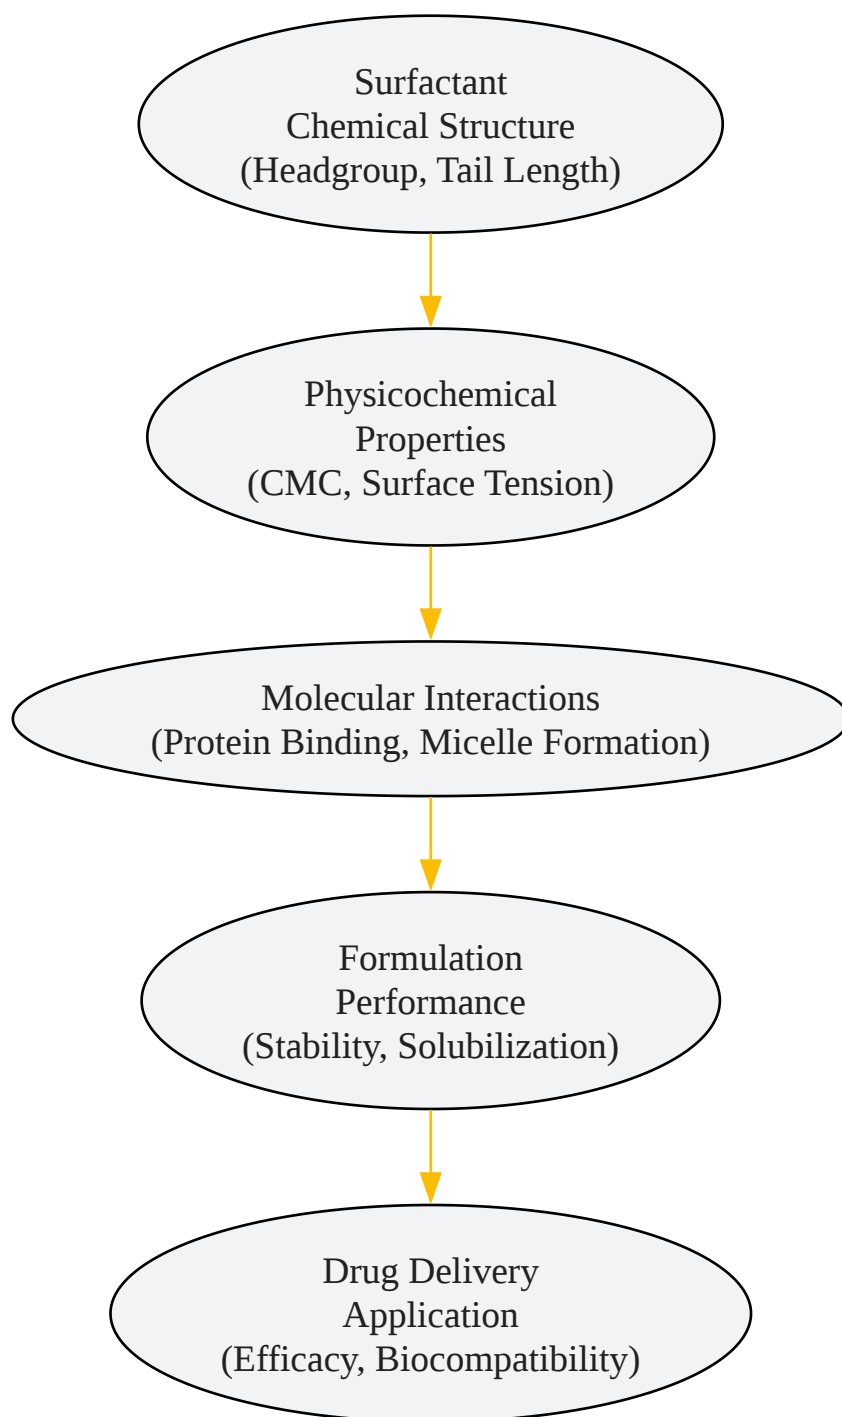 Surfactant
Chemical Structure
(Headgroup, Tail Length)
Physicochemical
Properties
(CMC, Surface Tension)
Molecular Interactions
(Protein Binding, Micelle Formation)
Formulation
Performance
(Stability, Solubilization)
Drug Delivery
Application
(Efficacy, Biocompatibility)